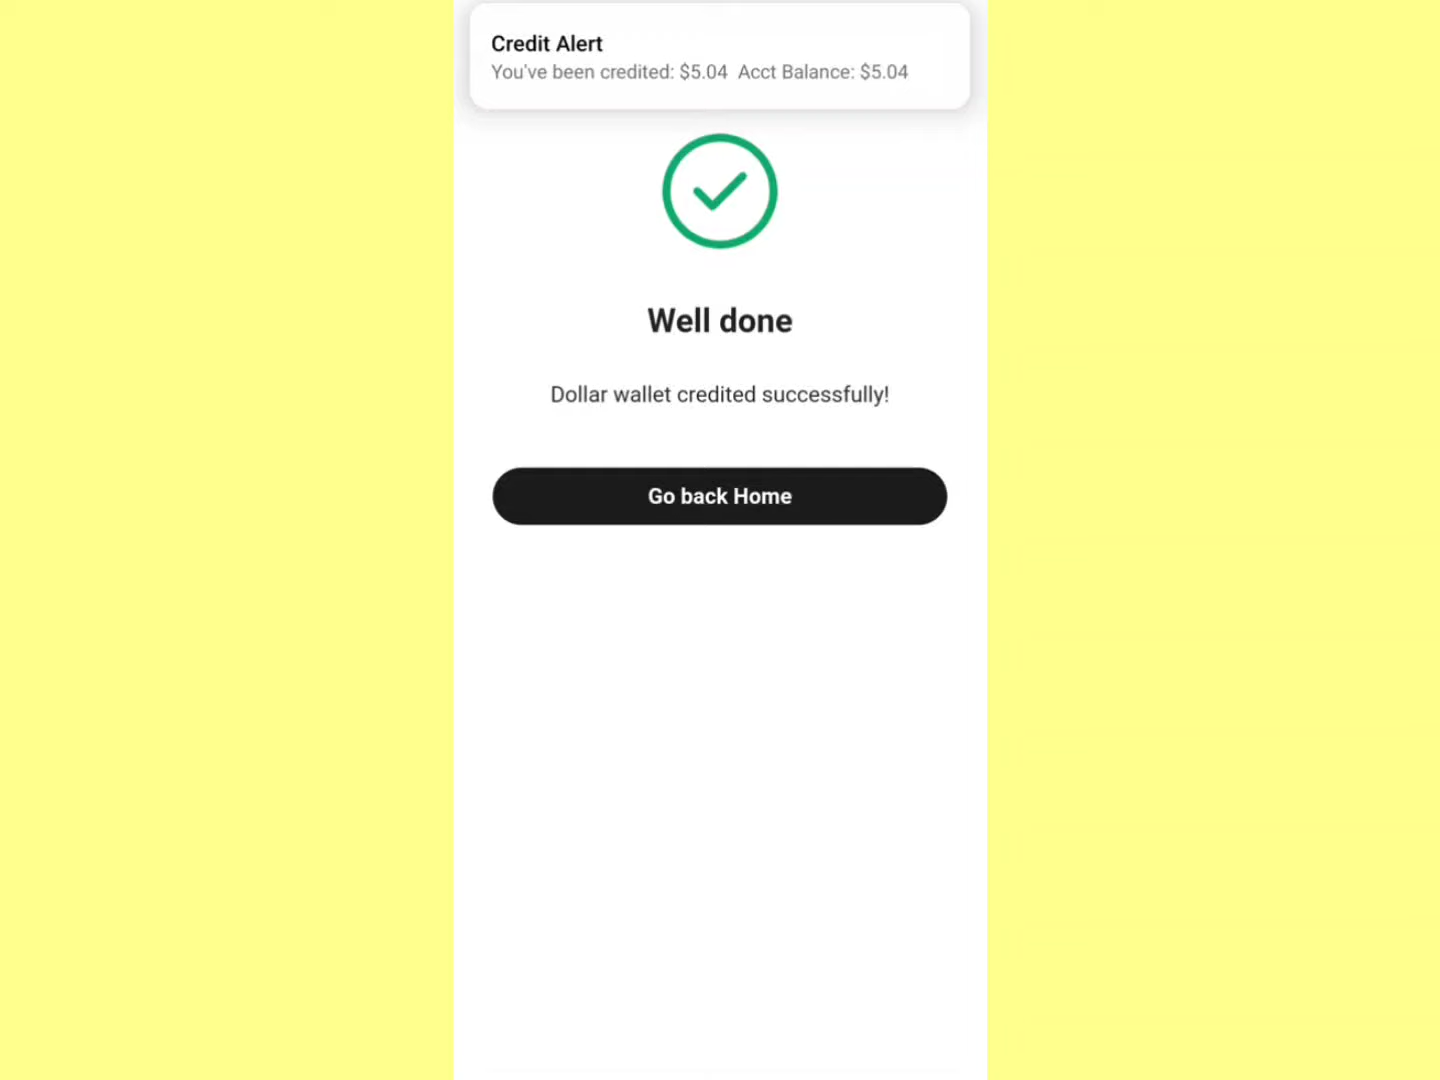 Credit Alert
You've been credited: $5.04  Acct Balance: $5.04
Well done
Dollar wallet credited successfully!
Go back Home